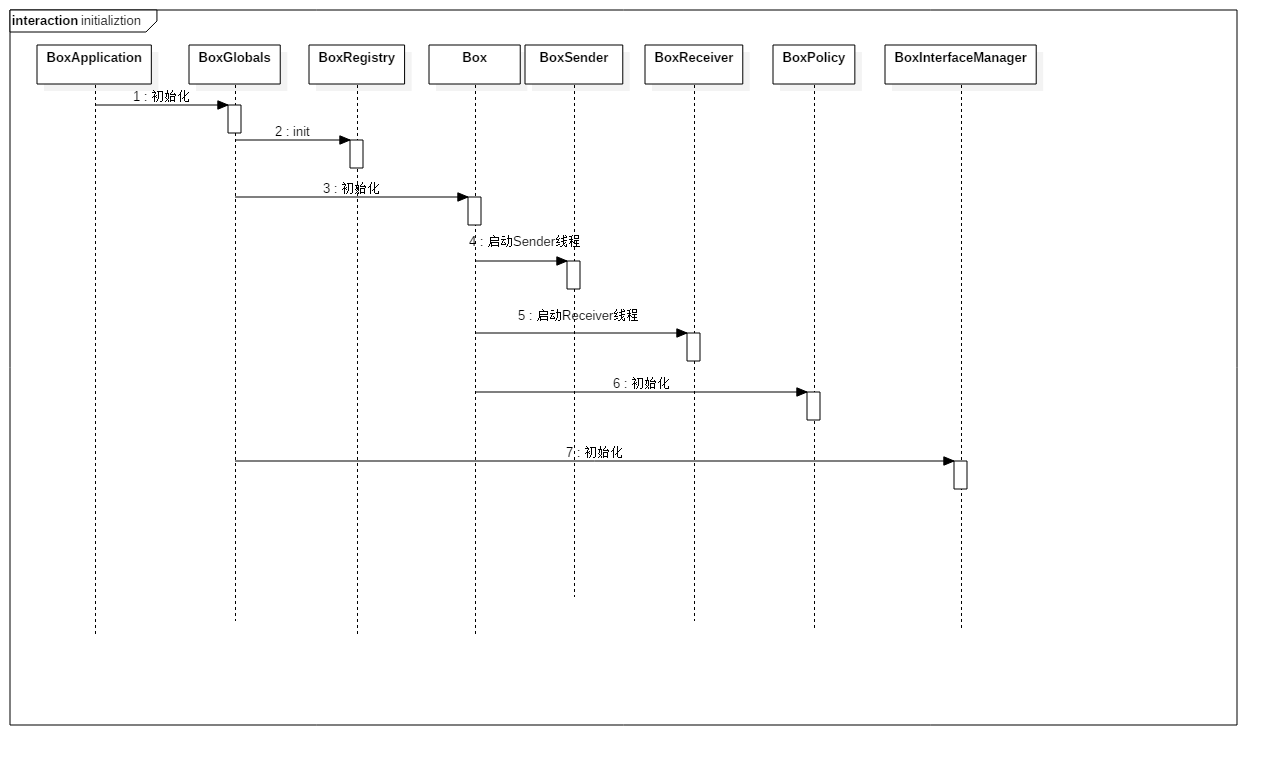 interaction initializtion
BoxApplication
BoxGlobals
BoxRegistry
Box
BoxSender
BoxReceiver
BoxPolicy
BoxInterfaceManager
1 : 初始化
2 : init
3 : 初始化
4 : 启动Sender线程
5 : 启动Receiver线程
6 : 初始化
7 : 初始化